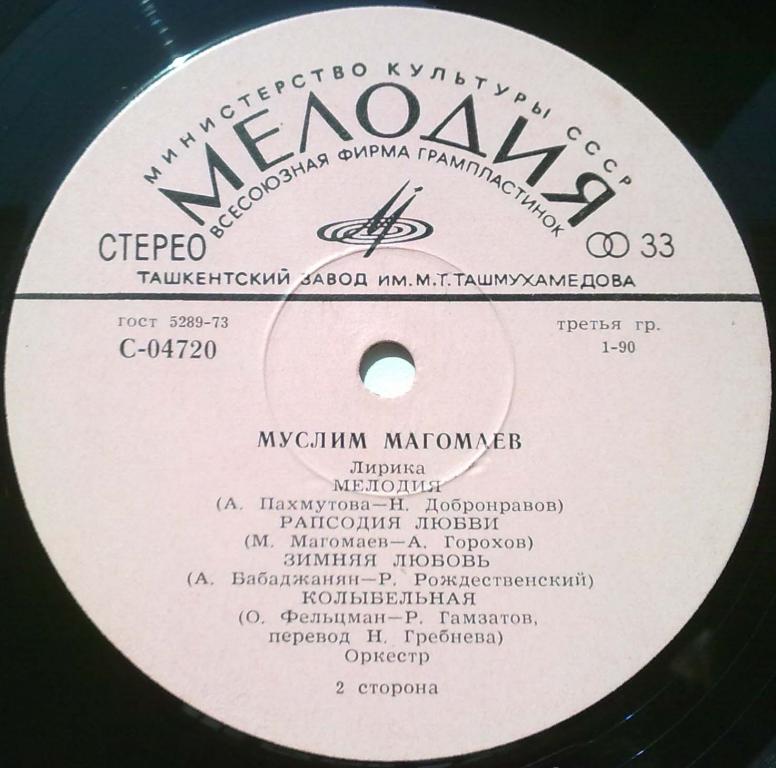 МИНИСТЕРСТВО КУЛЬТУРЫ СССР
МЕЛОДИЯ
ВСЕСОЮЗНАЯ ФИРМА ГРАМПЛАСТИНОК
СТЕРЕО 33
ТАШКЕНТСКИЙ ЗАВОД ИМ. М.Т. ТАШМУХАМЕДОВА
гост 5289-73 третья гр.
С-04720 1-90
МУСЛИМ МАГОМАЕВ
Лирика
МЕЛОДИЯ
(А. Пахмутова—Н. Добронравов)
РАПСОДИЯ ЛЮБВИ
(М. Магомаев—А. Горохов)
ЗИМНЯЯ ЛЮБОВЬ
(А. Бабаджанян—Р. Рождественский)
КОЛЫБЕЛЬНАЯ
(О. Фельцман—Р. Гамзатов,
перевод Н. Гребнева)
Оркестр
2 сторона